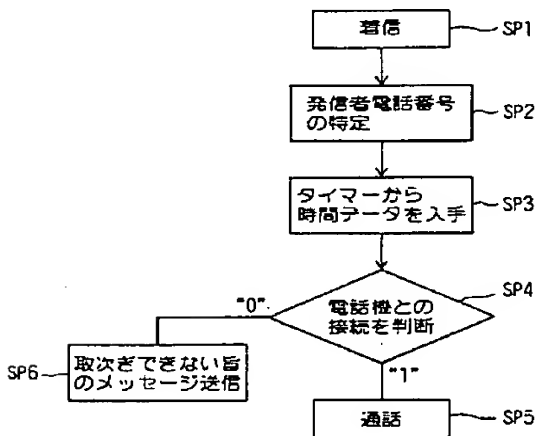 着信
SP1
発信者電話番号
の特定
SP2
タイマーから
時間データを入手
SP3
電話機との
接続を判断
SP4
"0"
"1"
取次ぎできない旨
のメッセージ送信
SP6
通話
SP5